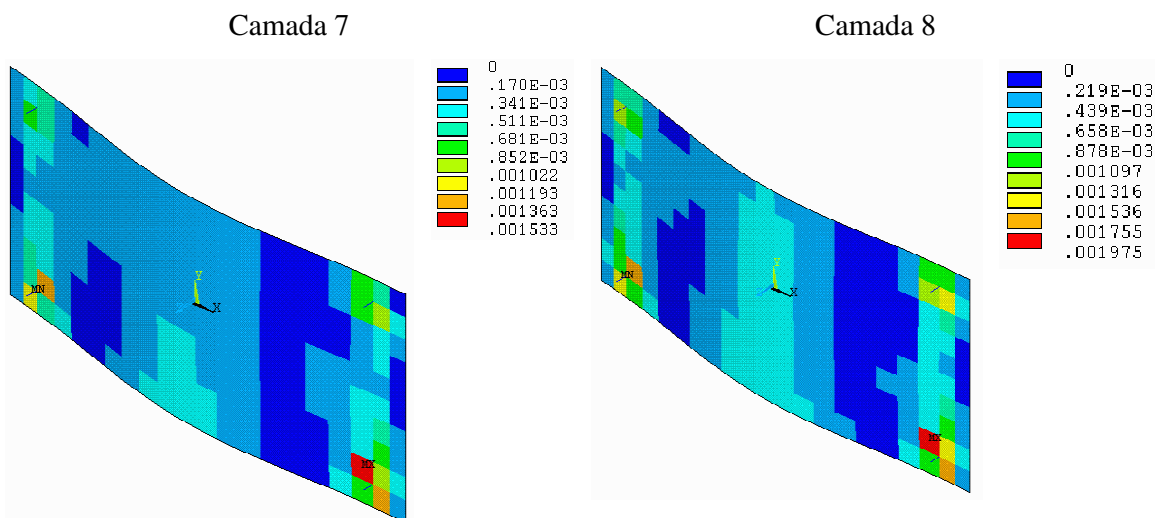 Camada 7
Camada 8
0
.170E-03
.341E-03
.511E-03
.681E-03
.852E-03
.001022
.001193
.001363
.001533
MN
Y
X
MX
0
.219E-03
.439E-03
.658E-03
.878E-03
.001097
.001316
.001536
.001755
.001975
MN
Y
X
MX